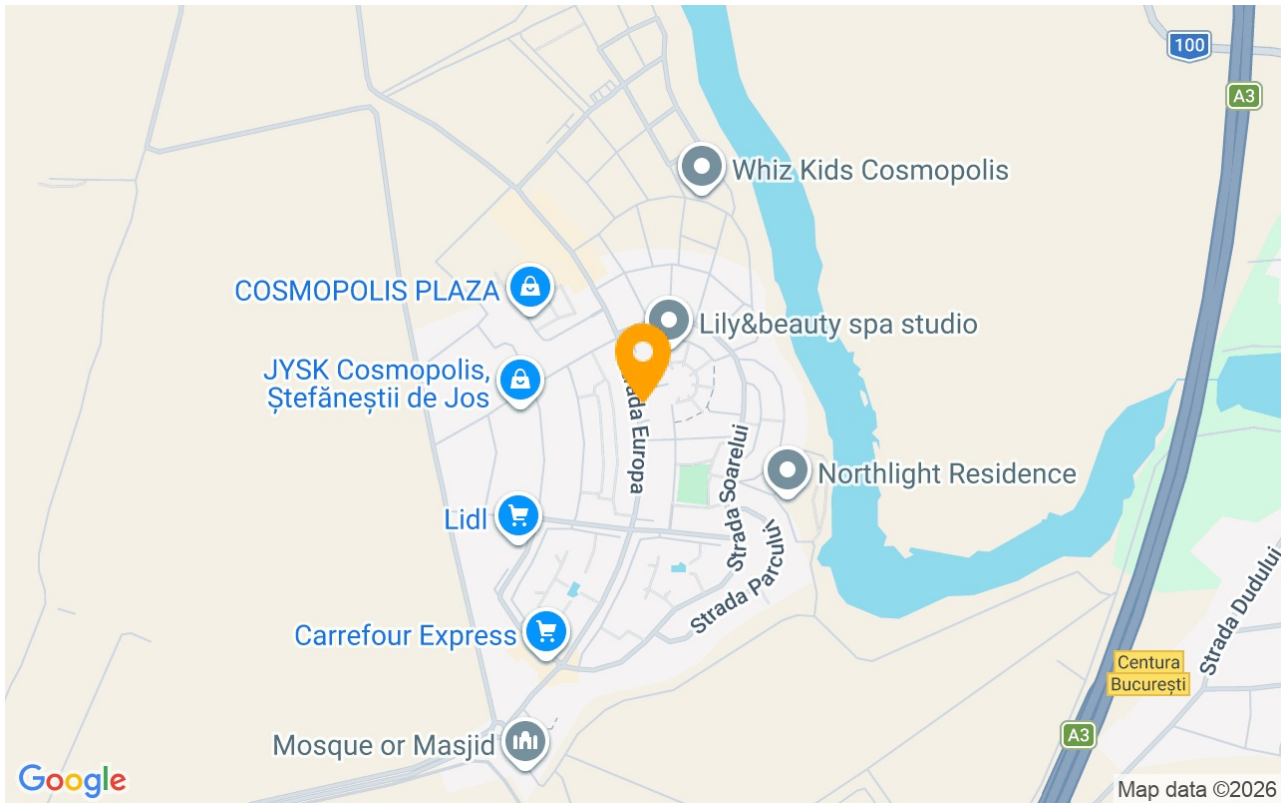 100
A3
Whiz Kids Cosmopolis
COSMOPOLIS PLAZA
Lily&beauty spa studio
JYSK Cosmopolis,
Ștefăneștii de Jos
Europa
Strada Soarelui
Northlight Residence
Lidl
Strada Parcului
Strada Dudului
Carrefour Express
Centura
București
A3
Mosque or Masjid
Google
Map data ©2026